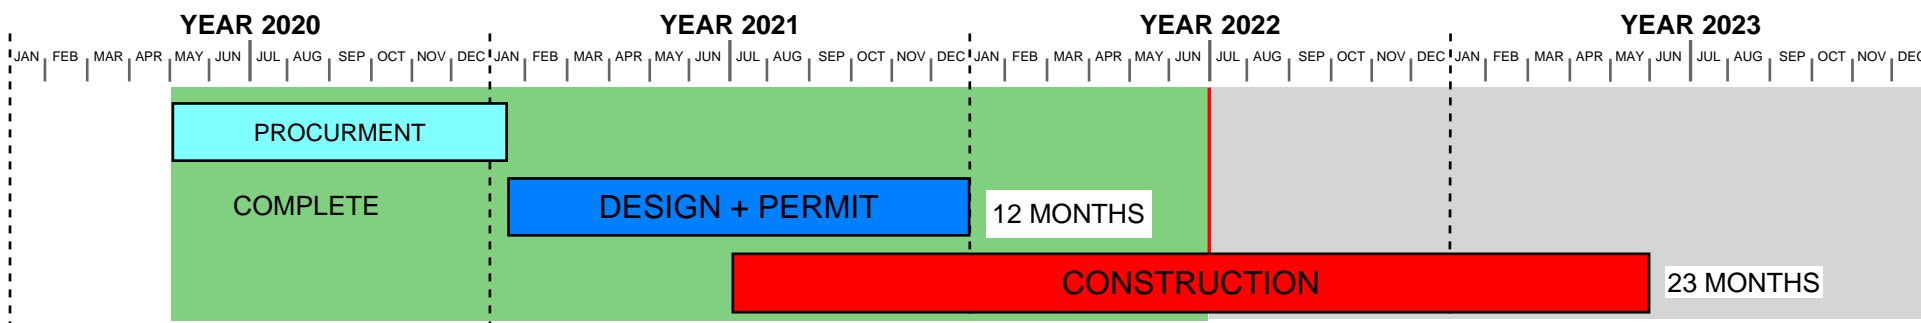 YEAR 2020 YEAR 2021 YEAR 2022 YEAR 2023
JAN FEB MAR APR MAY JUN JUL AUG SEP OCT NOV DEC JAN FEB MAR APR MAY JUN JUL AUG SEP OCT NOV DEC JAN FEB MAR APR MAY JUN JUL AUG SEP OCT NOV DEC JAN FEB MAR APR MAY JUN JUL AUG SEP OCT NOV DEC
PROCURMENT
COMPLETE DESIGN + PERMIT 12 MONTHS
CONSTRUCTION 23 MONTHS